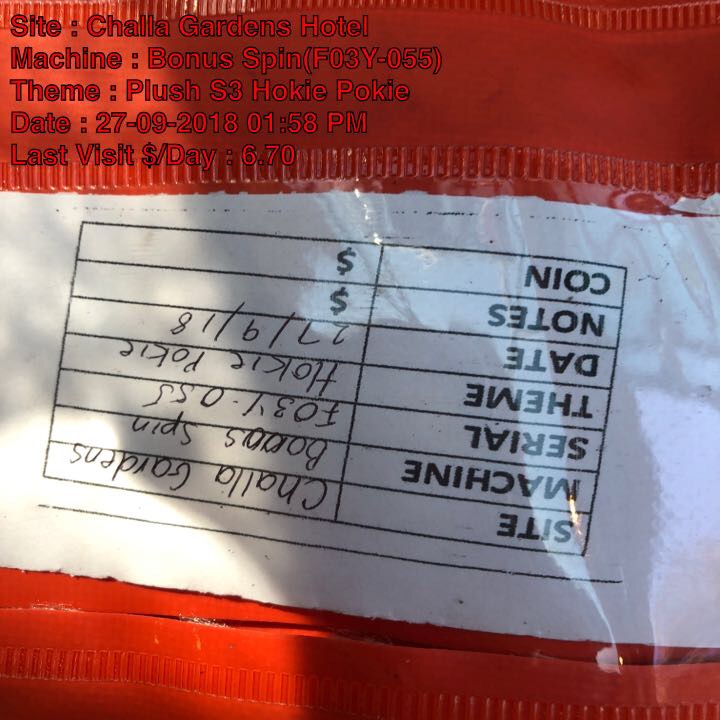 Site : Challa Gardens Hotel
Machine : Bonus Spin(F03Y-055)
Theme : Plush S3 Hokie Pokie
Date : 27-09-2018 01:58 PM
Last Visit $/Day : 6.70
SITE Challa Gardens
MACHINE Bonus Spin
SERIAL F03Y-055
THEME Hokie Pokie
DATE 27/9/18
NOTES $
COIN $